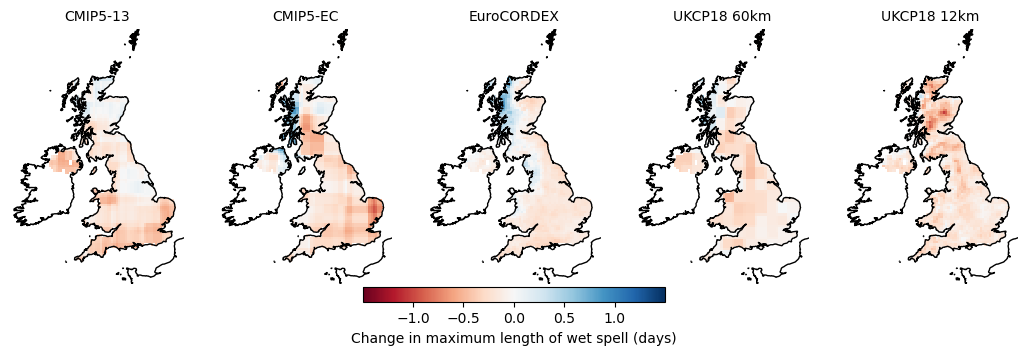 CMIP5-13 CMIP5-EC EuroCORDEX UKCP18 60km UKCP18 12km
−1.0 −0.5 0.0 0.5 1.0
Change in maximum length of wet spell (days)